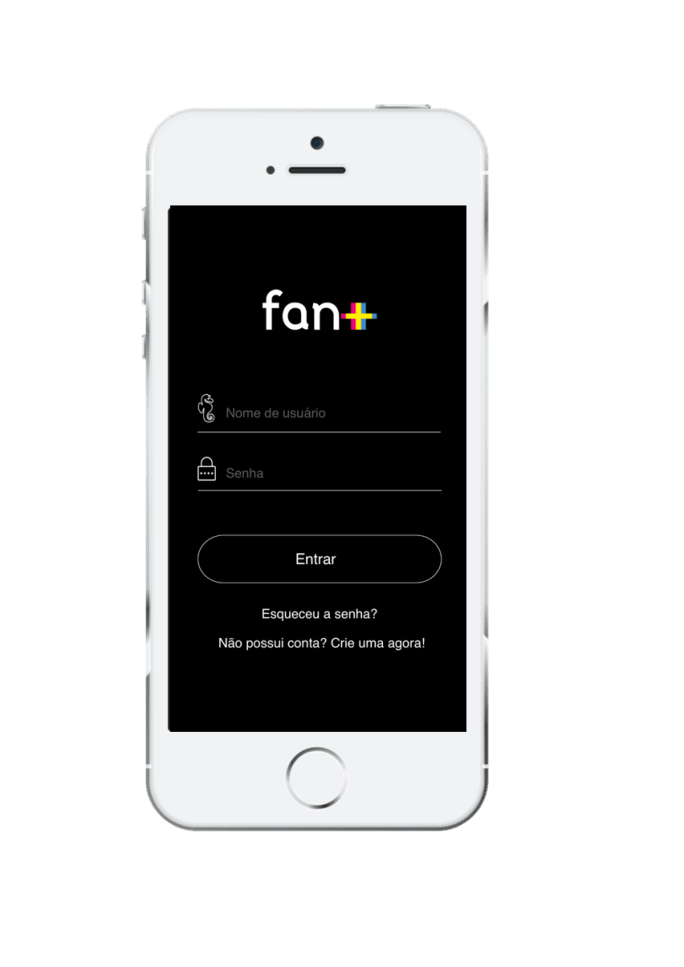 fan+
Nome de usuário
Senha
Entrar
Esqueceu a senha?
Não possui conta? Crie uma agora!